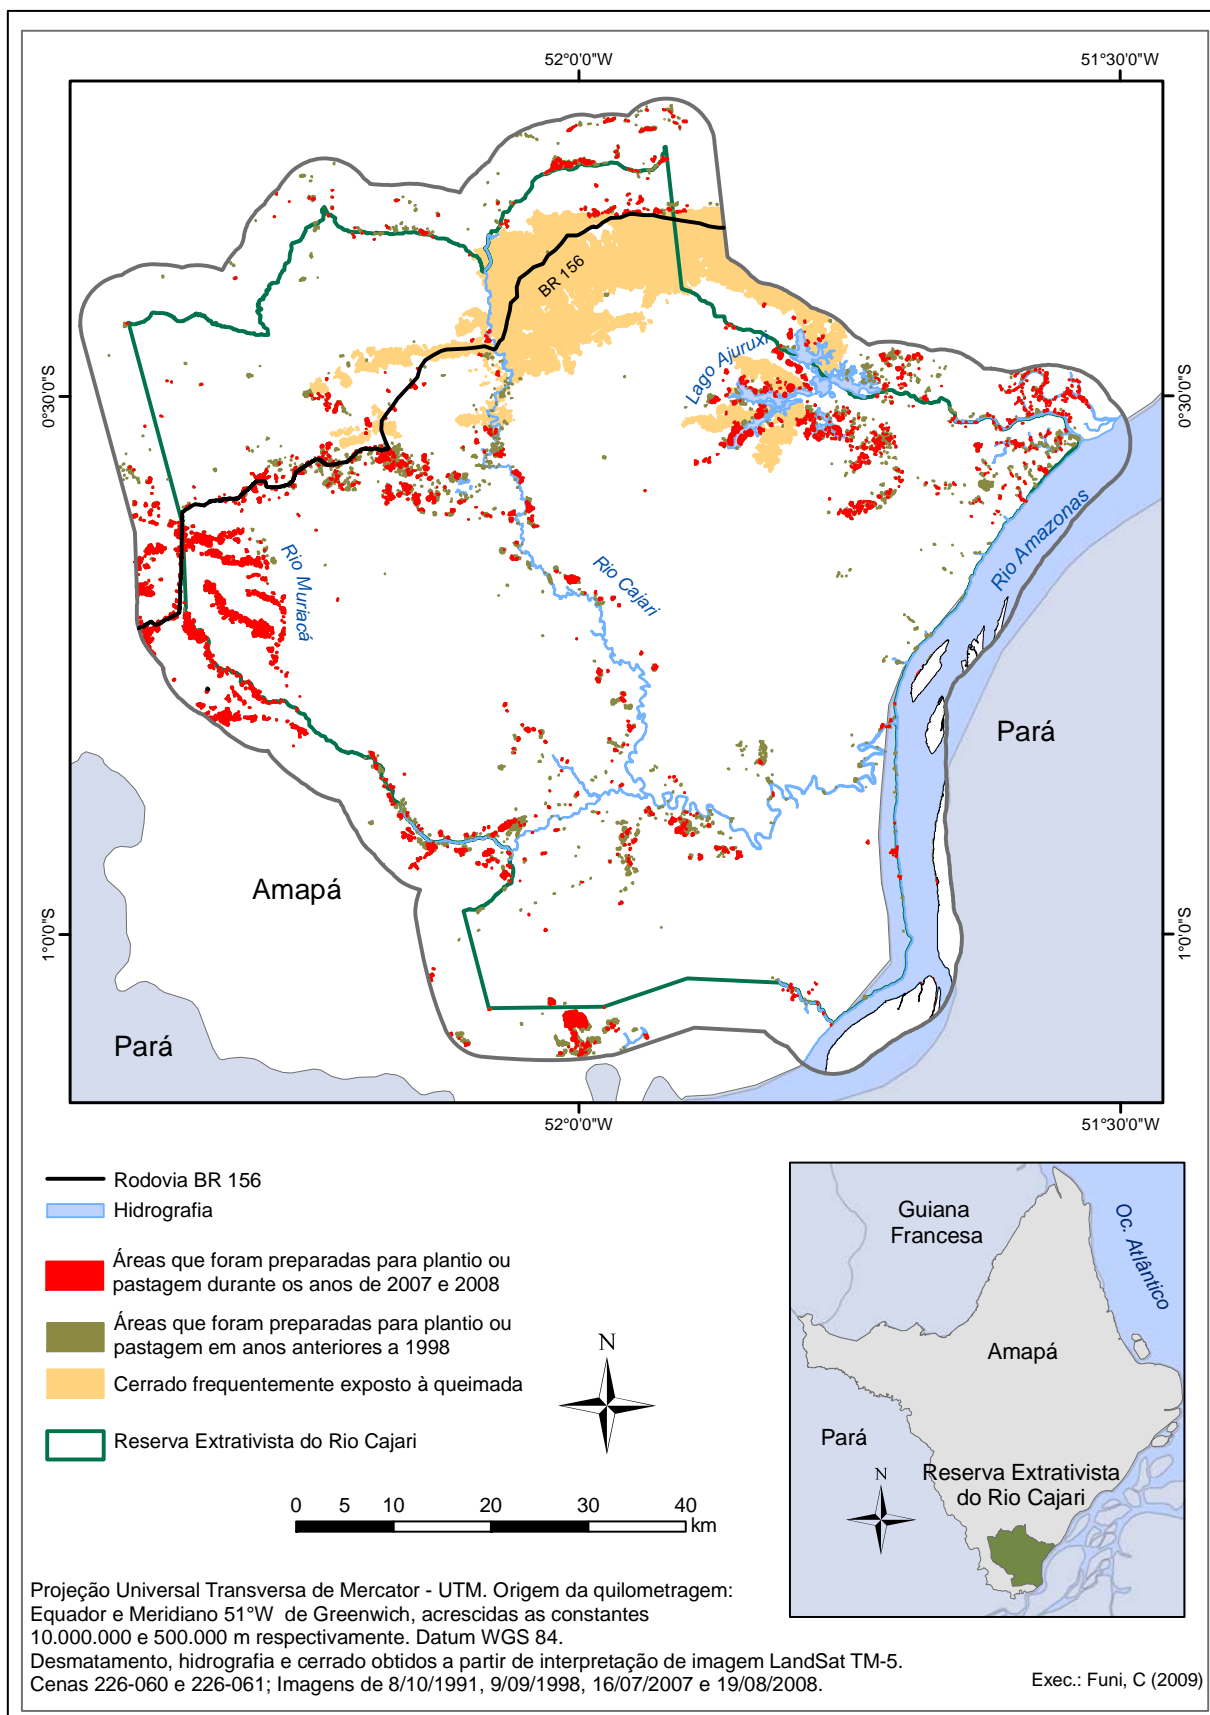 52°0'0"W
51°30'0"W
0°30'0"S
0°30'0"S
BR 156
Lago Ajuruxi
Rio Amazonas
Rio Muriacá
Rio Cajari
Pará
Amapá
1°0'0"S
1°0'0"S
Pará
52°0'0"W
51°30'0"W
Rodovia BR 156
Hidrografia
Áreas que foram preparadas para plantio ou
pastagem durante os anos de 2007 e 2008
Áreas que foram preparadas para plantio ou
pastagem em anos anteriores a 1998
Cerrado frequentemente exposto à queimada
Reserva Extrativista do Rio Cajari
N
0 5 10 20 30 40
km
Guiana
Francesa
Oc. Atlântico
Amapá
Pará
Reserva Extrativista
do Rio Cajari
N
Projeção Universal Transversa de Mercator - UTM. Origem da quilometragem:
Equador e Meridiano 51°W de Greenwich, acrescidas as constantes
10.000.000 e 500.000 m respectivamente. Datum WGS 84.
Desmatamento, hidrografia e cerrado obtidos a partir de interpretação de imagem LandSat TM-5.
Cenas 226-060 e 226-061; Imagens de 8/10/1991, 9/09/1998, 16/07/2007 e 19/08/2008.
Exec.: Funi, C (2009)